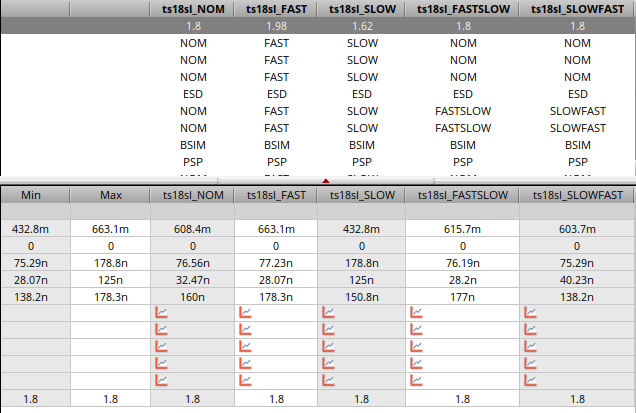 ts18sl_NOM ts18sl_FAST ts18sl_SLOW ts18sl_FASTSLOW ts18sl_SLOWFAST
1.8 1.98 1.62 1.8 1.8
NOM FAST SLOW NOM NOM
NOM FAST SLOW NOM NOM
NOM FAST SLOW NOM NOM
ESD ESD ESD ESD ESD
NOM FAST SLOW FASTSLOW SLOWFAST
NOM FAST SLOW FASTSLOW SLOWFAST
BSIM BSIM BSIM BSIM BSIM
PSP PSP PSP PSP PSP
Min Max ts18sl_NOM ts18sl_FAST ts18sl_SLOW ts18sl_FASTSLOW ts18sl_SLOWFAST
432.8m 663.1m 608.4m 663.1m 432.8m 615.7m 603.7m
0 0 0 0 0 0 0
75.29n 178.8n 76.56n 77.23n 178.8n 76.19n 75.29n
28.07n 125n 32.47n 28.07n 125n 28.2n 40.23n
138.2n 178.3n 160n 178.3n 150.8n 177n 138.2n
1.8 1.8 1.8 1.8 1.8 1.8 1.8